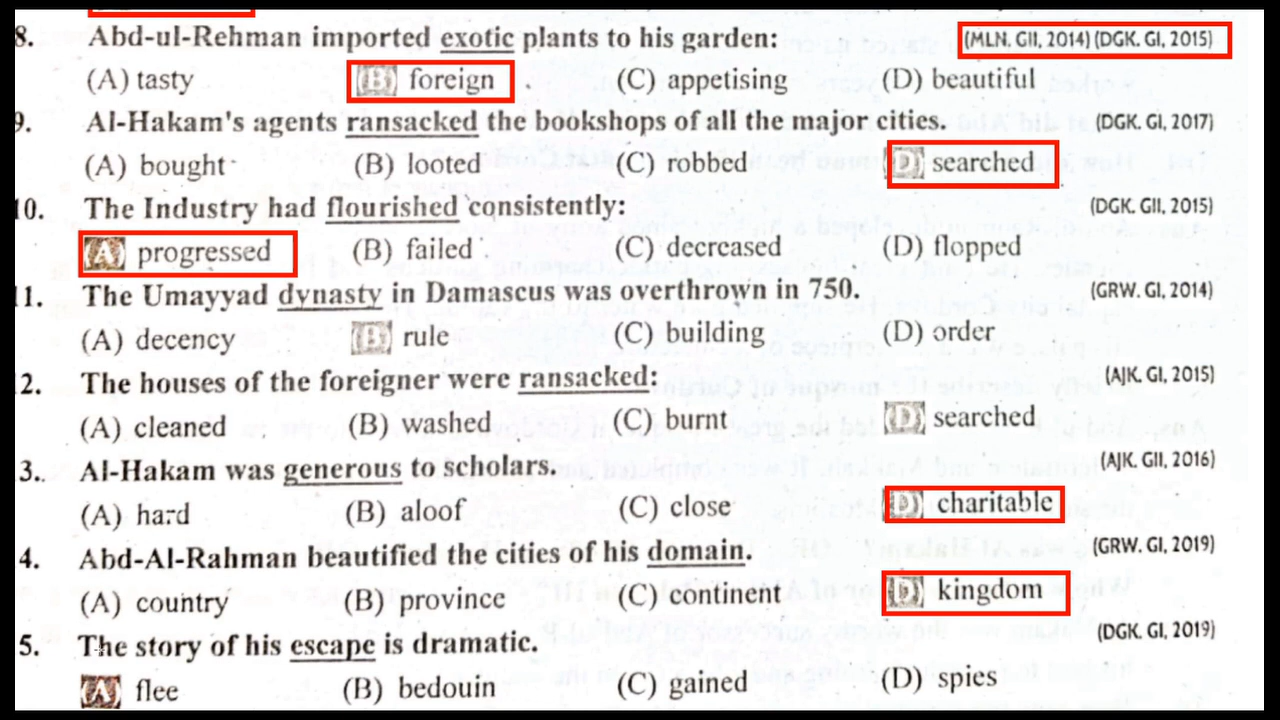 8. Abd-ul-Rehman imported exotic plants to his garden: (MLN. GII, 2014) (DGK. GI, 2015)
(A) tasty (B) foreign (C) appetising (D) beautiful
9. Al-Hakam's agents ransacked the bookshops of all the major cities. (DGK. GI, 2017)
(A) bought (B) looted (C) robbed (D) searched
10. The Industry had flourished consistently: (DGK. GII, 2015)
(A) progressed (B) failed (C) decreased (D) flopped
11. The Umayyad dynasty in Damascus was overthrown in 750. (GRW. GI, 2014)
(A) decency (B) rule (C) building (D) order
2. The houses of the foreigner were ransacked: (AJK. GI, 2015)
(A) cleaned (B) washed (C) burnt (D) searched
3. Al-Hakam was generous to scholars. (AJK. GII, 2016)
(A) hard (B) aloof (C) close (D) charitable
4. Abd-Al-Rahman beautified the cities of his domain. (GRW. GI, 2019)
(A) country (B) province (C) continent (D) kingdom
5. The story of his escape is dramatic. (DGK. GI, 2019)
(A) flee (B) bedouin (C) gained (D) spies